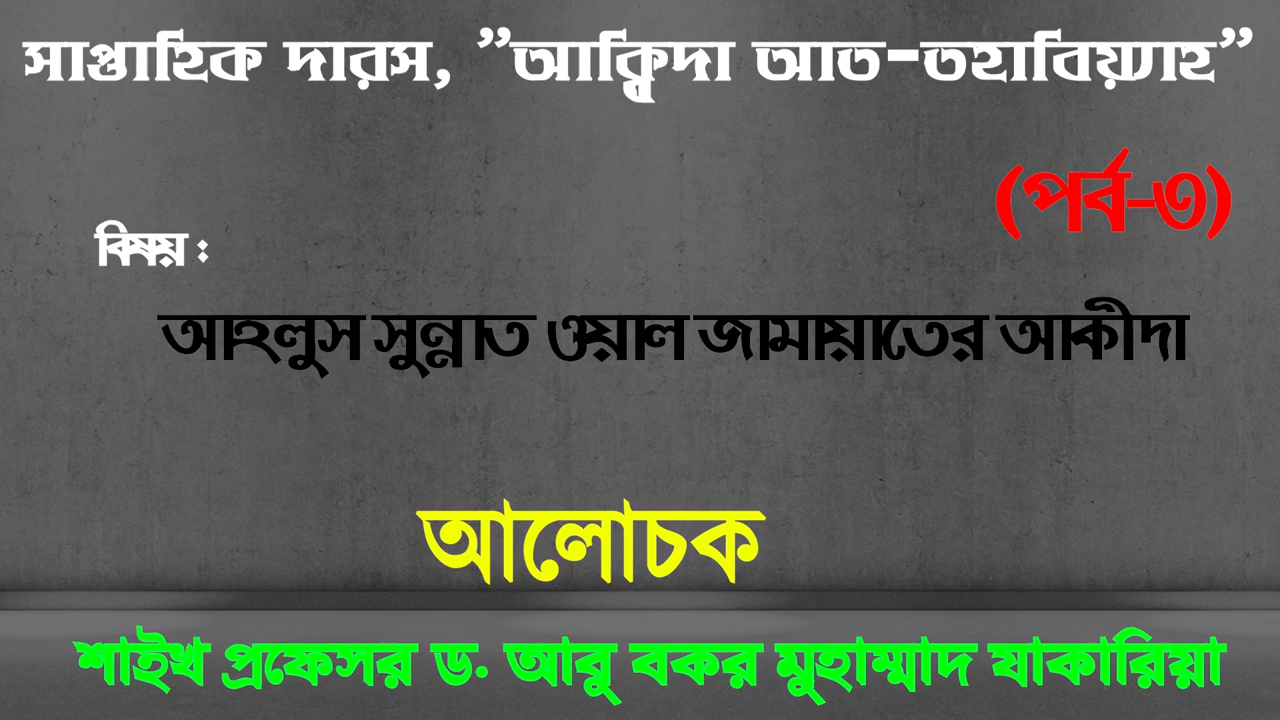 সাপ্তাহিক দারস, ”আক্বিদা আত-তহাবিয়্যাহ”
(পর্ব-৩)
বিষয় :
আহলুস সুন্নাত ওয়াল জামায়াতের আকীদা
আলোচক
শাইখ প্রফেসর ড. আবু বকর মুহাম্মাদ যাকারিয়া